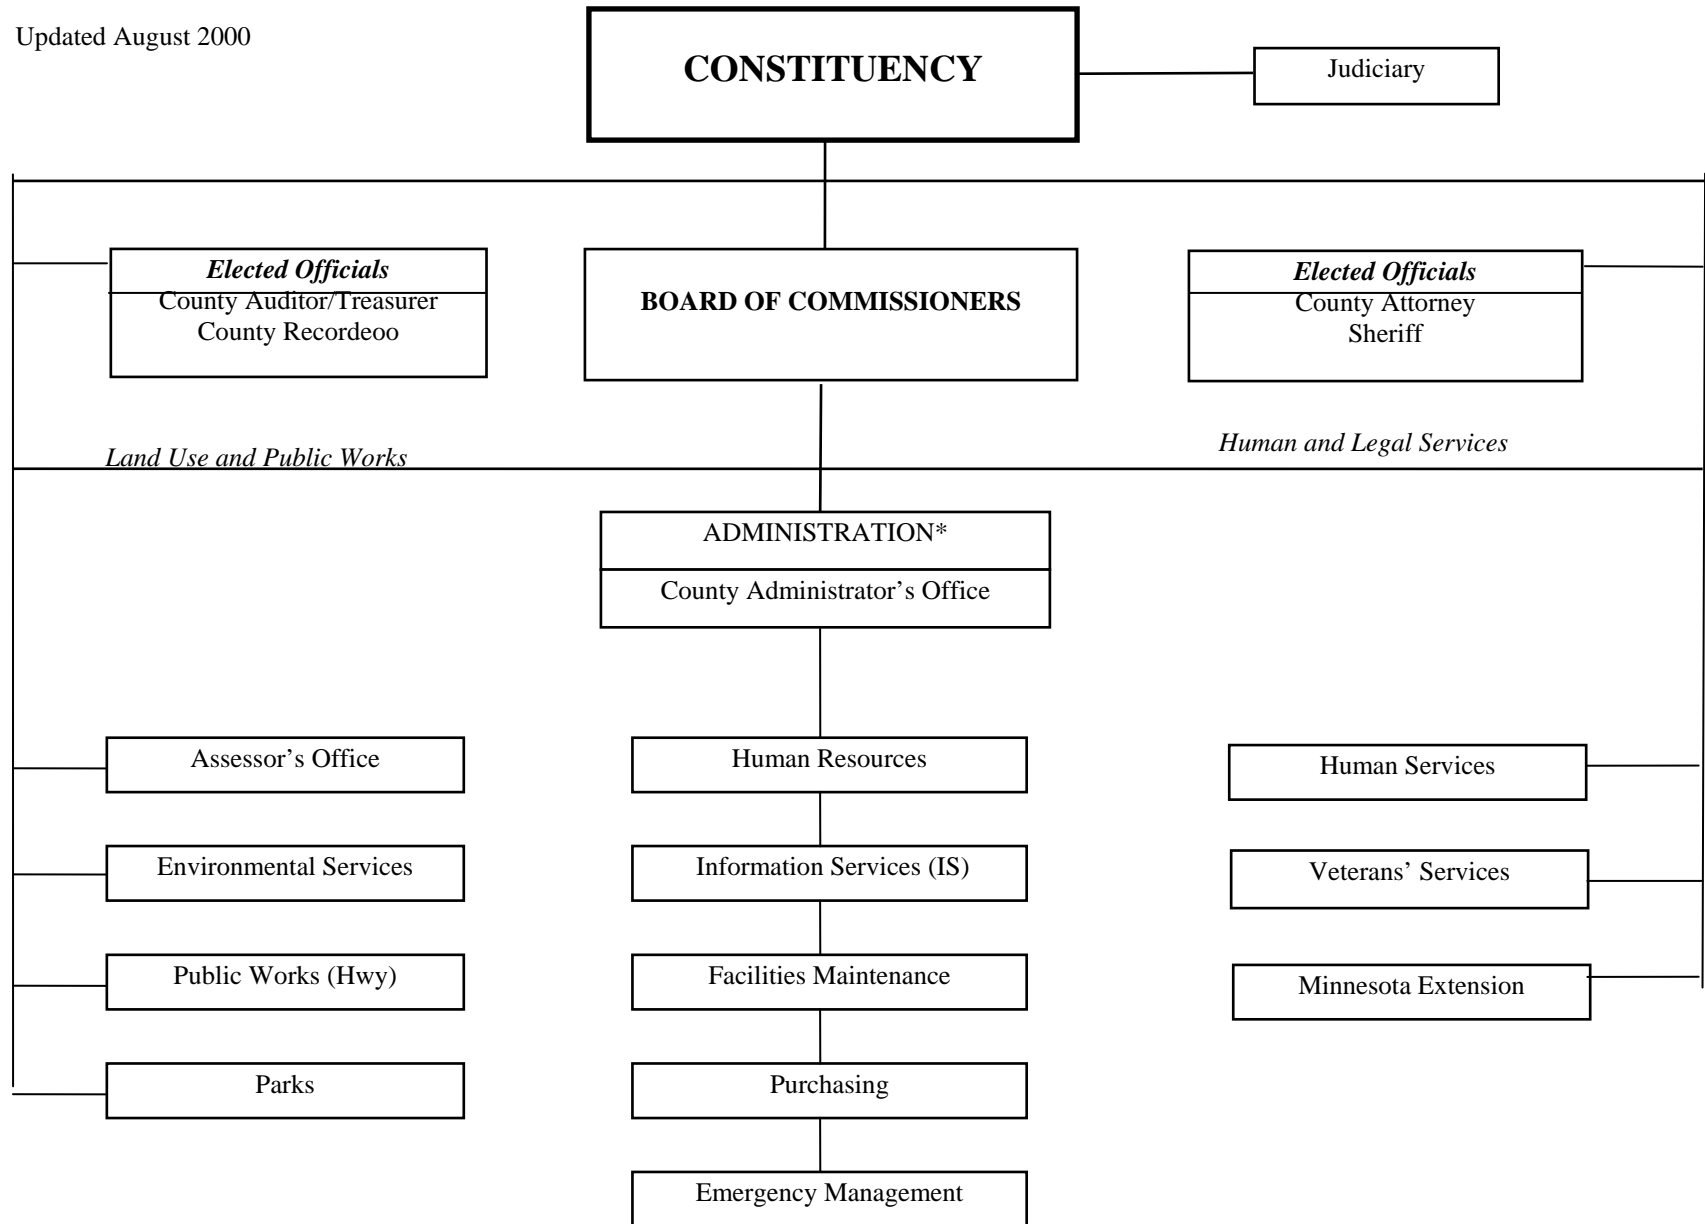 Updated August 2000
CONSTITUENCY
Judiciary
Elected Officials
County Auditor/Treasurer
County Recordeoo
BOARD OF COMMISSIONERS
Elected Officials
County Attorney
Sheriff
Land Use and Public Works
Human and Legal Services
ADMINISTRATION*
County Administrator’s Office
Assessor’s Office
Human Resources
Human Services
Environmental Services
Information Services (IS)
Veterans’ Services
Public Works (Hwy)
Facilities Maintenance
Minnesota Extension
Parks
Purchasing
Emergency Management